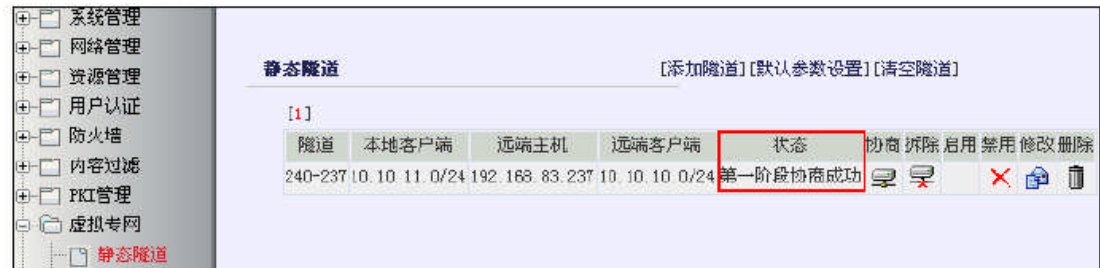 系统管理
网络管理
资源管理
用户认证
防火墙
内容过滤
PKI管理
虚拟专网
静态隧道
静态隧道 [添加隧道] [默认参数设置] [清空隧道]
[1]
隧道 本地客户端 远端主机 远端客户端 状态 协商 拆除 启用 禁用 修改 删除
240-237 10.10.11.0/24 192.168.83.237 10.10.10.0/24 第一阶段协商成功